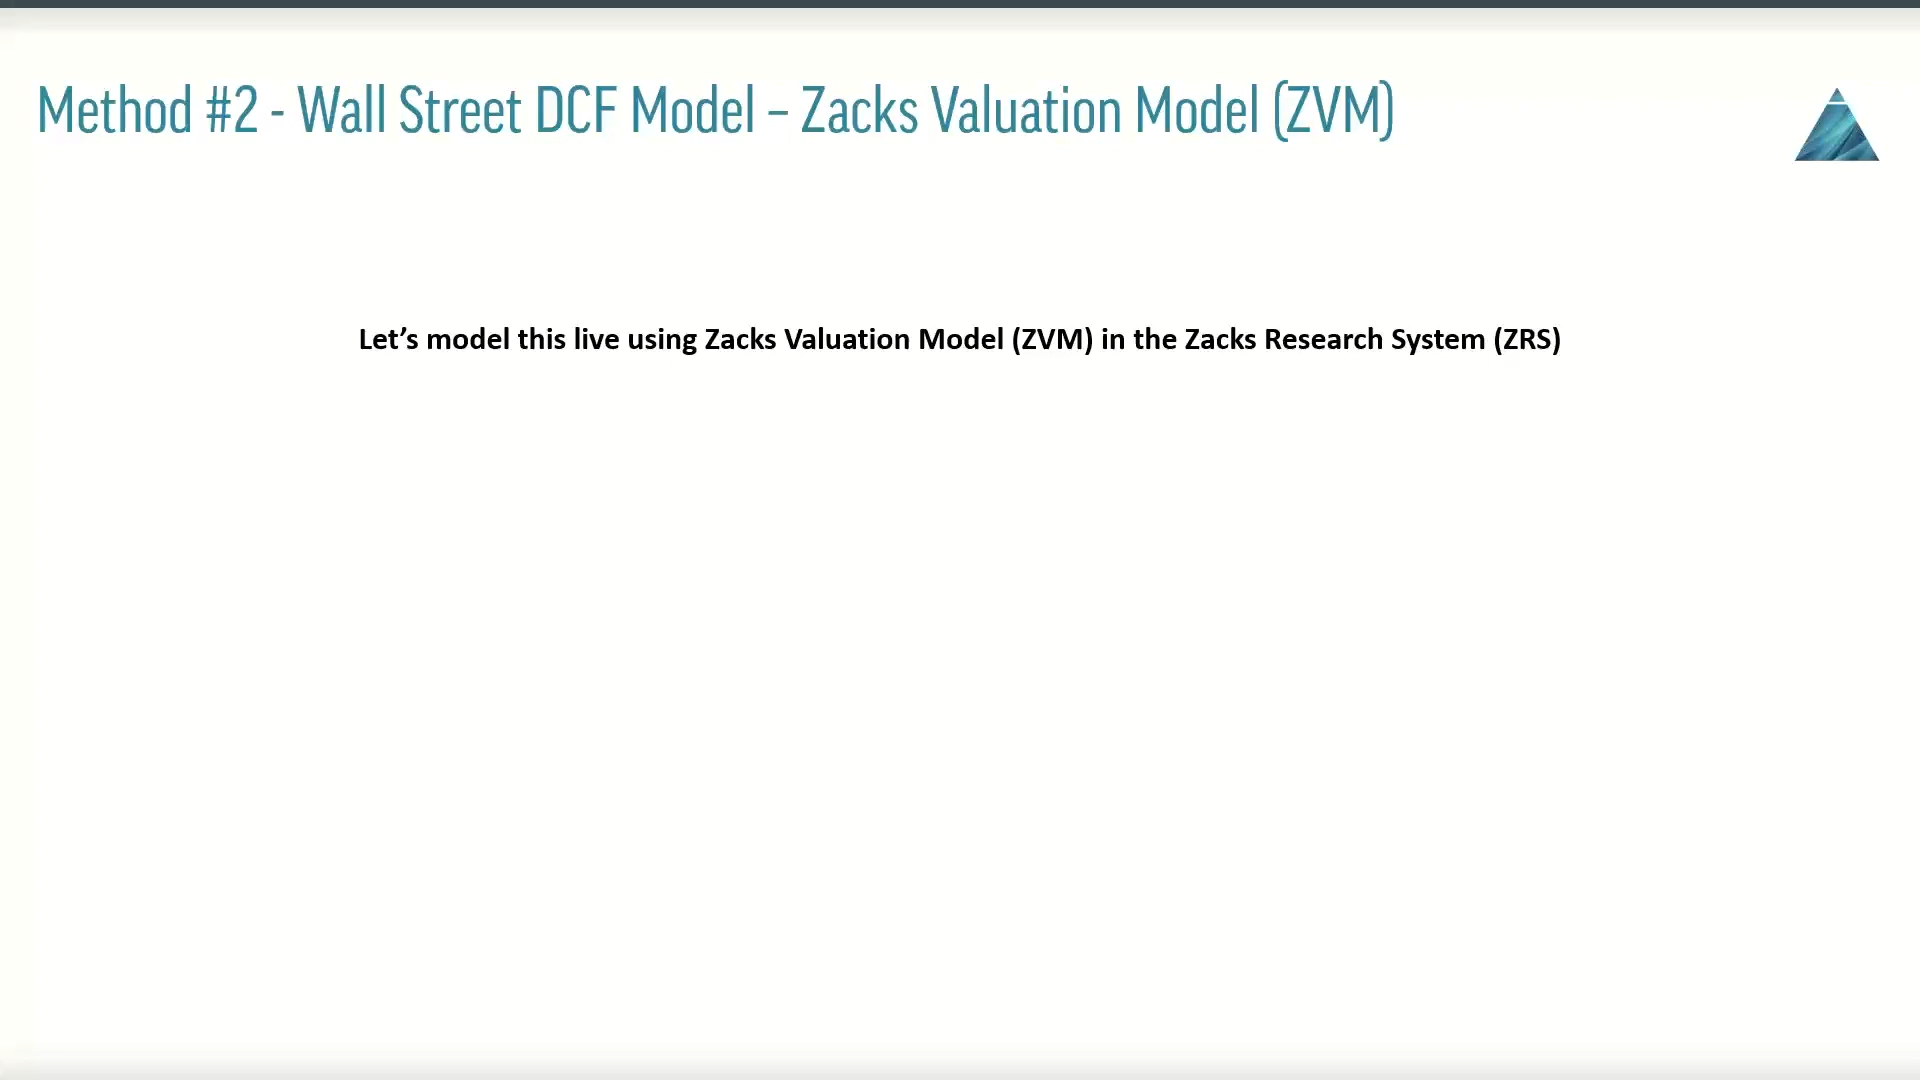 Method #2 - Wall Street DCF Model – Zacks Valuation Model (ZVM)
Let’s model this live using Zacks Valuation Model (ZVM) in the Zacks Research System (ZRS)